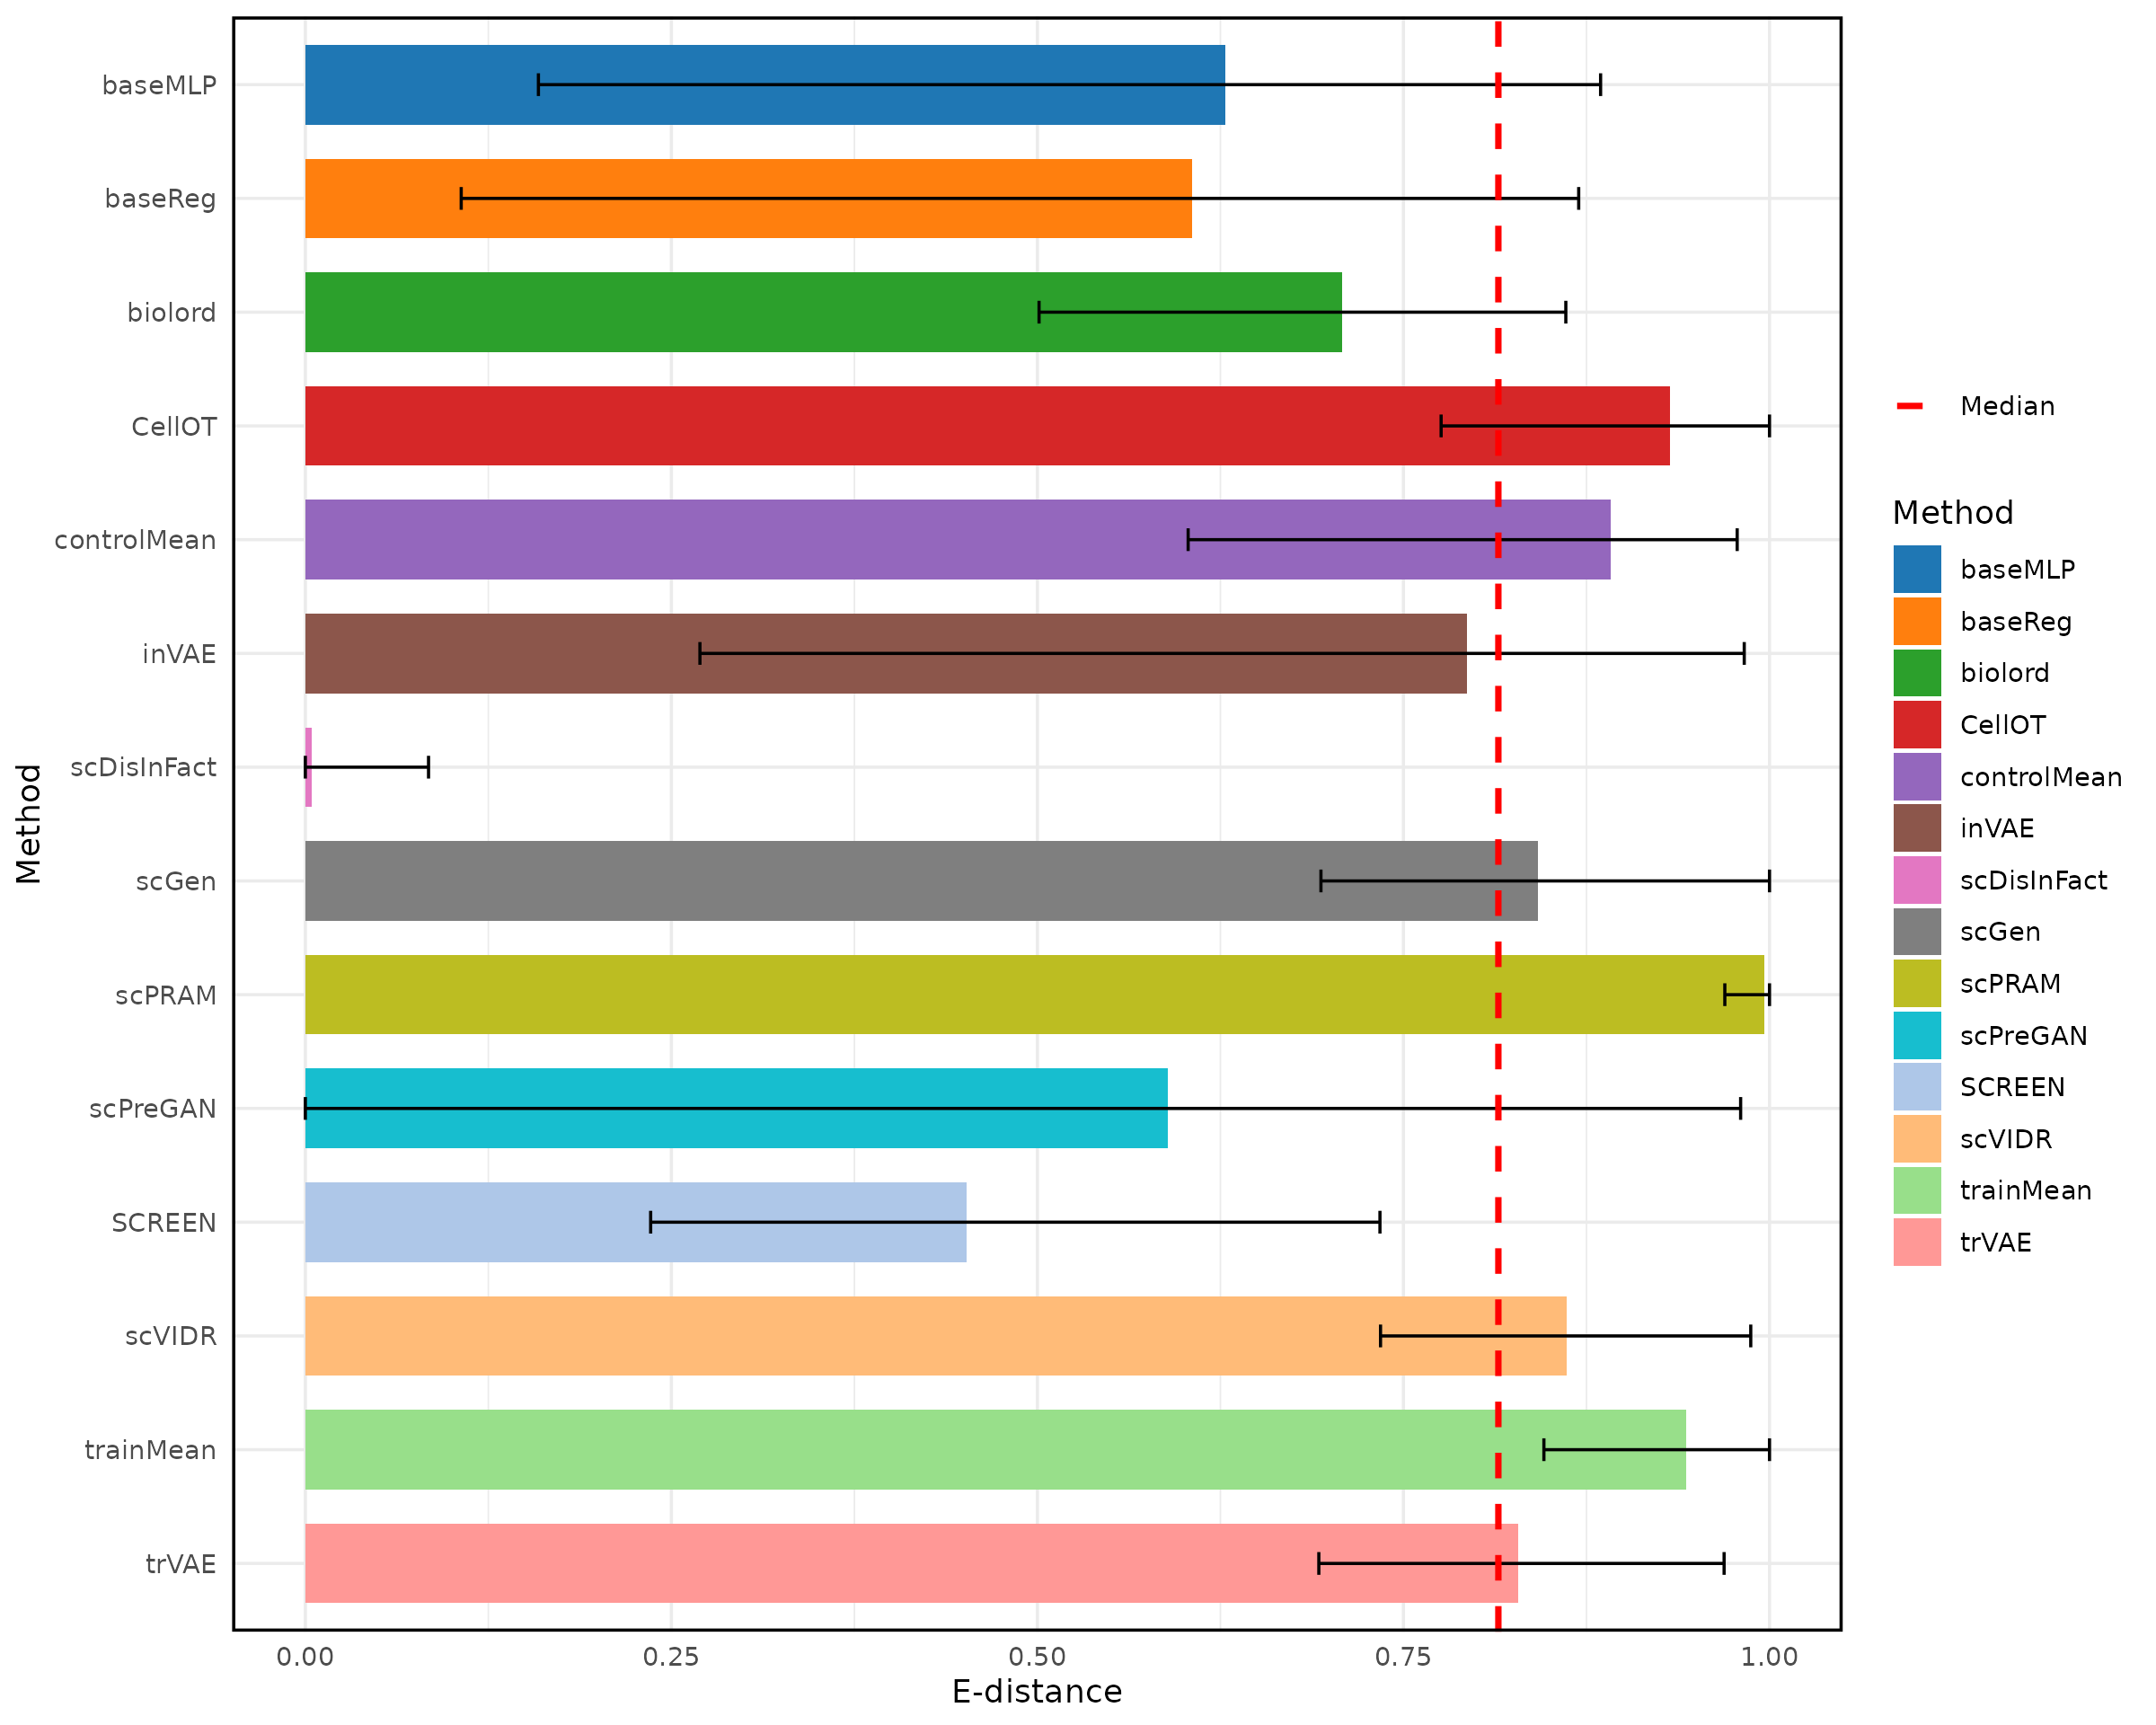 baseMLP
baseReg
biolord
CellOT
controlMean
inVAE
scDisInFact
scGen
scPRAM
scPreGAN
SCREEN
scVIDR
trainMean
trVAE
Method
0.00 0.25 0.50 0.75 1.00
E-distance
Median
Method
baseMLP
baseReg
biolord
CellOT
controlMean
inVAE
scDisInFact
scGen
scPRAM
scPreGAN
SCREEN
scVIDR
trainMean
trVAE